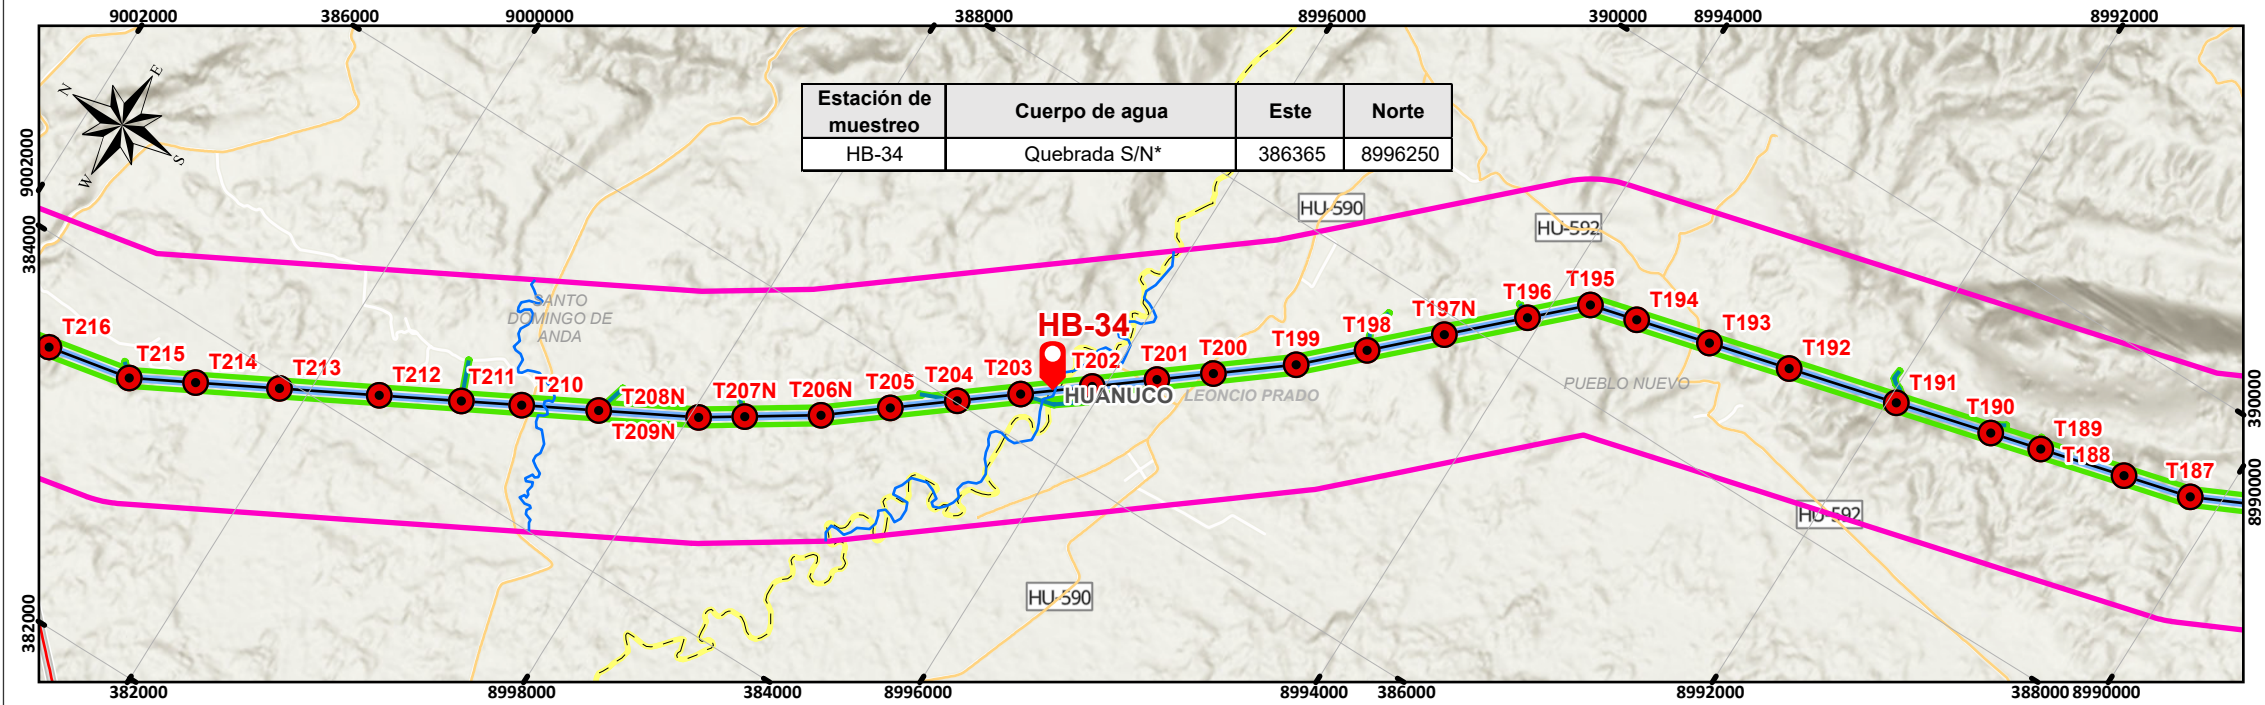 9002000 386000 9000000 388000 8996000 390000 8994000 8992000
N E
W S
Estación de muestreo Cuerpo de agua Este Norte
HB-34 Quebrada S/N* 386365 8996250
9002000
384000
382000
HU-590
HU-592
SANTO
DOMINGO DE
ANDA
HB-34
T216 T215 T214 T213 T212 T211 T210 T209N T208N T207N T206N T205 T204 T203 T202 T201 T200 T199 T198 T197N T196 T195 T194 T193 T192 T191 T190 T189 T188 T187
HUANUCO
LEONCIO PRADO
PUEBLO NUEVO
HU-592
HU-590
390000
8990000
382000 8998000 384000 8996000 8994000 386000 8992000 388000 8990000